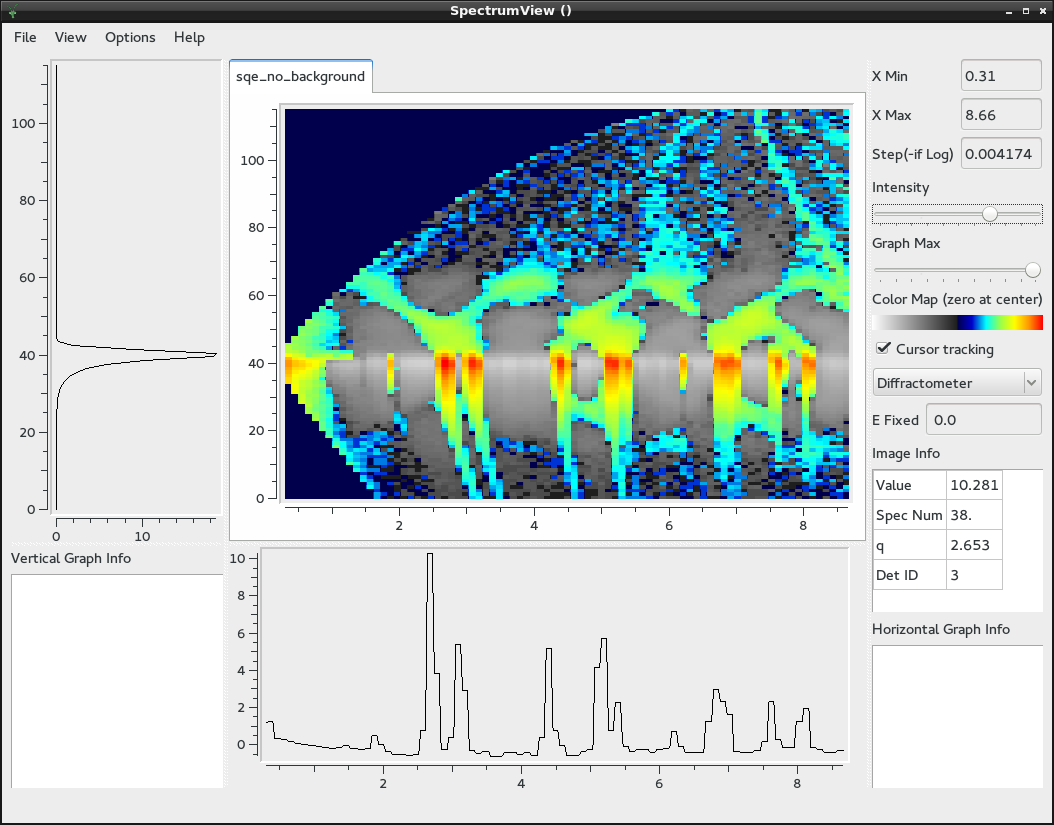 SpectrumView ()
File View Options Help
sqe_no_background
100
80
60
40
20
0
0 10
100
80
60
40
20
0
2 4 6 8
X Min 0.31
X Max 8.66
Step(-if Log) 0.004174
Intensity
Graph Max
Color Map (zero at center)
Cursor tracking
Diffractometer
E Fixed 0.0
Image Info
Value 10.281
Spec Num 38.
q 2.653
Det ID 3
Vertical Graph Info
10
8
6
4
2
0
2 4 6 8
Horizontal Graph Info